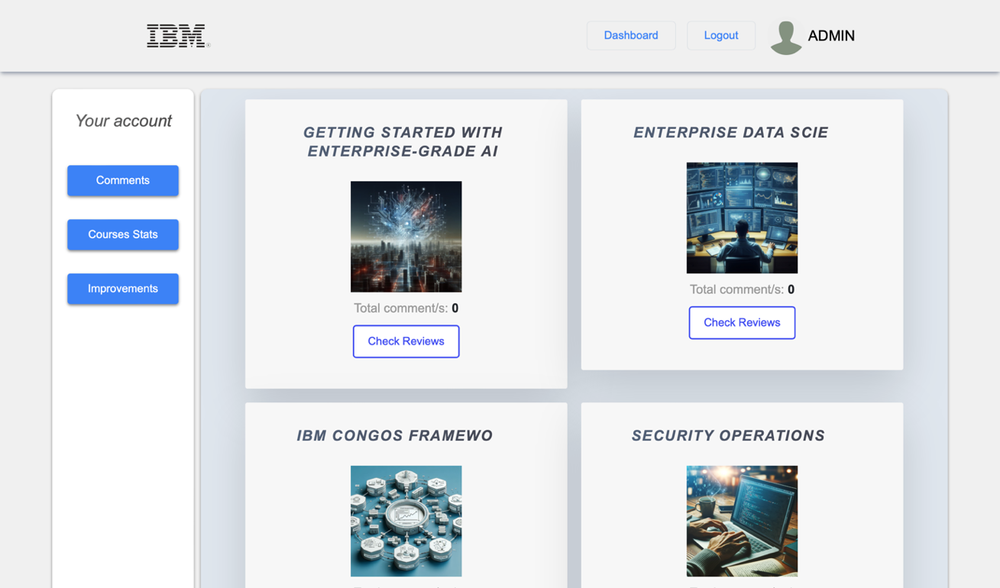 IBM®
Dashboard
Logout
ADMIN
Your account
Comments
Courses Stats
Improvements
GETTING STARTED WITH
ENTERPRISE-GRADE AI
Total comment/s: 0
Check Reviews
ENTERPRISE DATA SCIE
Total comment/s: 0
Check Reviews
IBM CONGOS FRAMEWO
SECURITY OPERATIONS